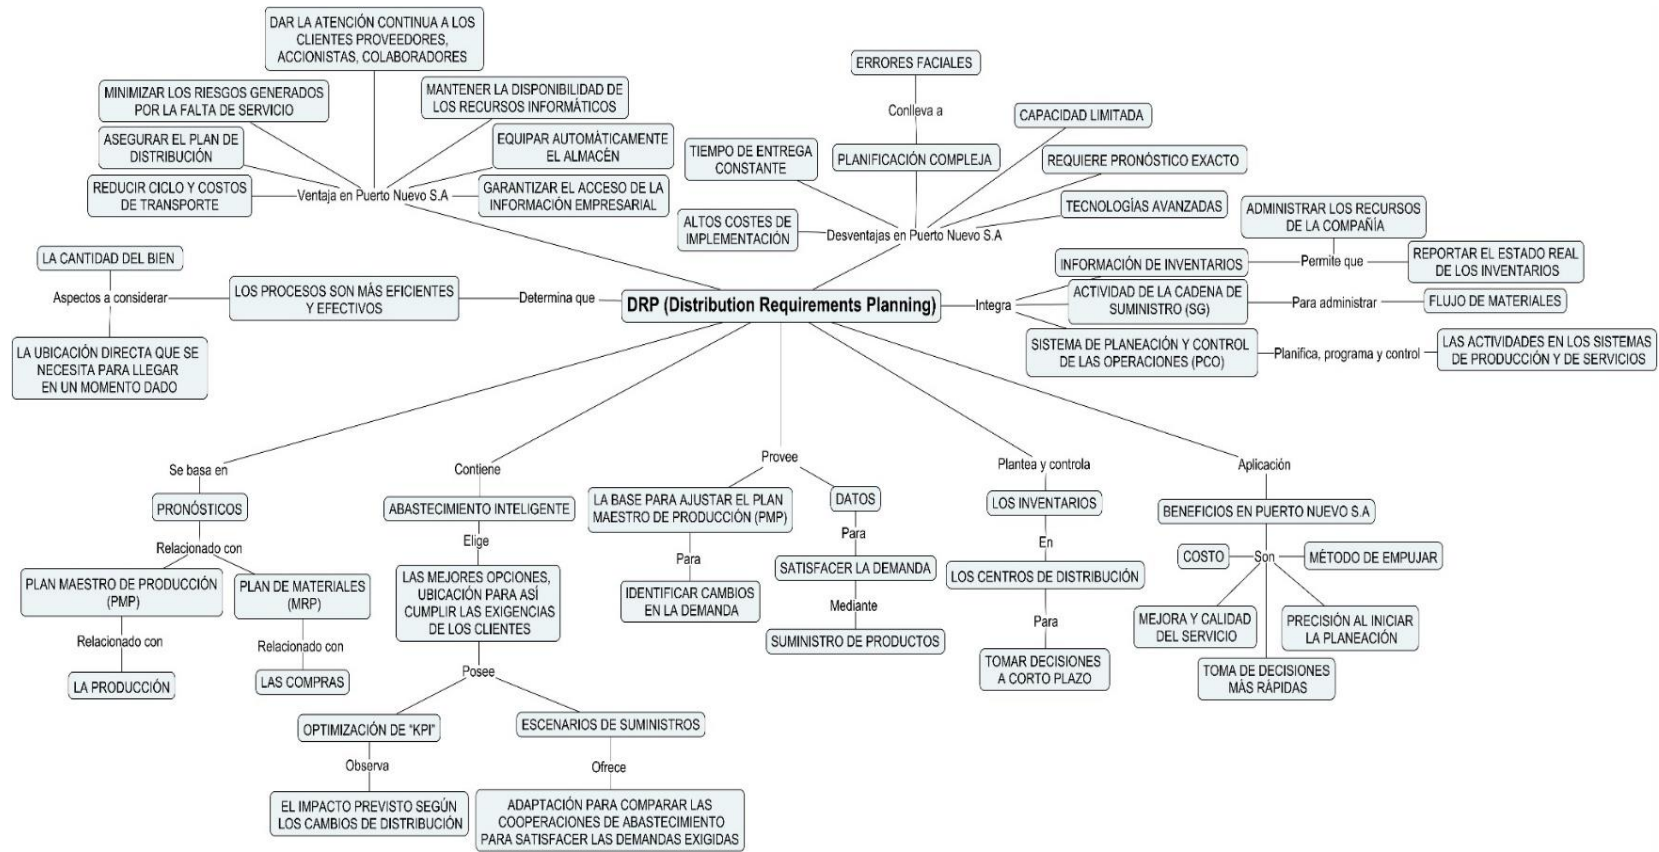 DAR LA ATENCIÓN CONTINUA A LOS
CLIENTES PROVEEDORES,
ACCIONISTAS, COLABORADORES
MINIMIZAR LOS RIESGOS GENERADOS
POR LA FALTA DE SERVICIO
MANTENER LA DISPONIBILIDAD DE
LOS RECURSOS INFORMÁTICOS
ASEGURAR EL PLAN DE
DISTRIBUCIÓN
EQUIPAR AUTOMÁTICAMENTE
EL ALMACÉN
REDUCIR CICLO Y COSTOS
DE TRANSPORTE
Ventaja en Puerto Nuevo S.A
GARANTIZAR EL ACCESO DE LA
INFORMACIÓN EMPRESARIAL
ERRORES FACIALES
Conlleva a
CAPACIDAD LIMITADA
TIEMPO DE ENTREGA
CONSTANTE
PLANIFICACIÓN COMPLEJA
REQUIERE PRONÓSTICO EXACTO
TECNOLOGÍAS AVANZADAS
ALTOS COSTES DE
IMPLEMENTACIÓN
Desventajas en Puerto Nuevo S.A
ADMINISTRAR LOS RECURSOS
DE LA COMPAÑÍA
LA CANTIDAD DEL BIEN
Aspectos a considerar
LOS PROCESOS SON MÁS EFICIENTES
Y EFECTIVOS
Determina que
LA UBICACIÓN DIRECTA QUE SE
NECESITA PARA LLEGAR
EN UN MOMENTO DADO
DRP (Distribution Requirements Planning)
Integra
INFORMACIÓN DE INVENTARIOS
Permite que
REPORTAR EL ESTADO REAL
DE LOS INVENTARIOS
ACTIVIDAD DE LA CADENA DE
SUMINISTRO (SG)
Para administrar
FLUJO DE MATERIALES
SISTEMA DE PLANEACIÓN Y CONTROL
DE LAS OPERACIONES (PCO)
Planifica, programa y control
LAS ACTIVIDADES EN LOS SISTEMAS
DE PRODUCCIÓN Y DE SERVICIOS
Se basa en
PRONÓSTICOS
Relacionado con
PLAN MAESTRO DE PRODUCCIÓN
(PMP)
Relacionado con
LA PRODUCCIÓN
PLAN DE MATERIALES
(MRP)
Relacionado con
LAS COMPRAS
Contiene
ABASTECIMIENTO INTELIGENTE
Elige
LAS MEJORES OPCIONES,
UBICACIÓN PARA ASÍ
CUMPLIR LAS EXIGENCIAS
DE LOS CLIENTES
Posee
OPTIMIZACIÓN DE "KPI"
Observa
EL IMPACTO PREVISTO SEGÚN
LOS CAMBIOS DE DISTRIBUCIÓN
ESCENARIOS DE SUMINISTROS
Ofrece
ADAPTACIÓN PARA COMPARAR LAS
COOPERACIONES DE ABASTECIMIENTO
PARA SATISFACER LAS DEMANDAS EXIGIDAS
Provee
LA BASE PARA AJUSTAR EL PLAN
MAESTRO DE PRODUCCIÓN (PMP)
Para
IDENTIFICAR CAMBIOS
EN LA DEMANDA
DATOS
Para
SATISFACER LA DEMANDA
Mediante
SUMINISTRO DE PRODUCTOS
Plantea y controla
LOS INVENTARIOS
En
LOS CENTROS DE DISTRIBUCIÓN
Para
TOMAR DECISIONES
A CORTO PLAZO
Aplicación
BENEFICIOS EN PUERTO NUEVO S.A
COSTO
Son
MÉTODO DE EMPUJAR
MEJORA Y CALIDAD
DEL SERVICIO
PRECISIÓN AL INICIAR
LA PLANEACIÓN
TOMA DE DECISIONES
MÁS RÁPIDAS